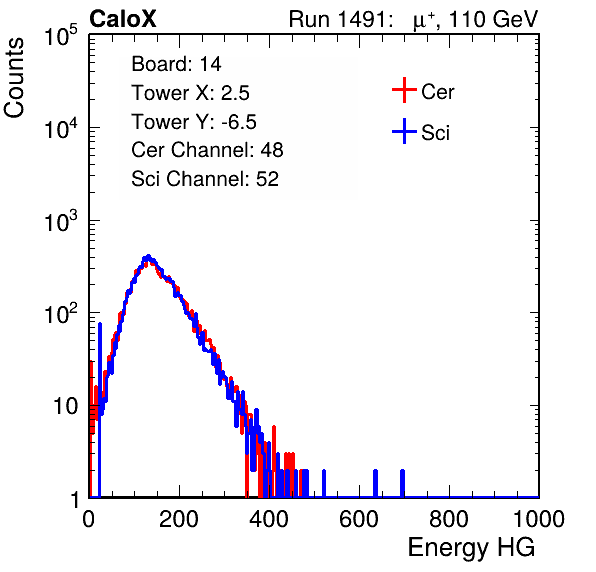 CaloX Run 1491: μ⁺, 110 GeV
Counts
Board: 14
Tower X: 2.5
Tower Y: -6.5
Cer Channel: 48
Sci Channel: 52
Cer
Sci
10⁵
10⁴
10³
10²
10
1
0 200 400 600 800 1000
Energy HG